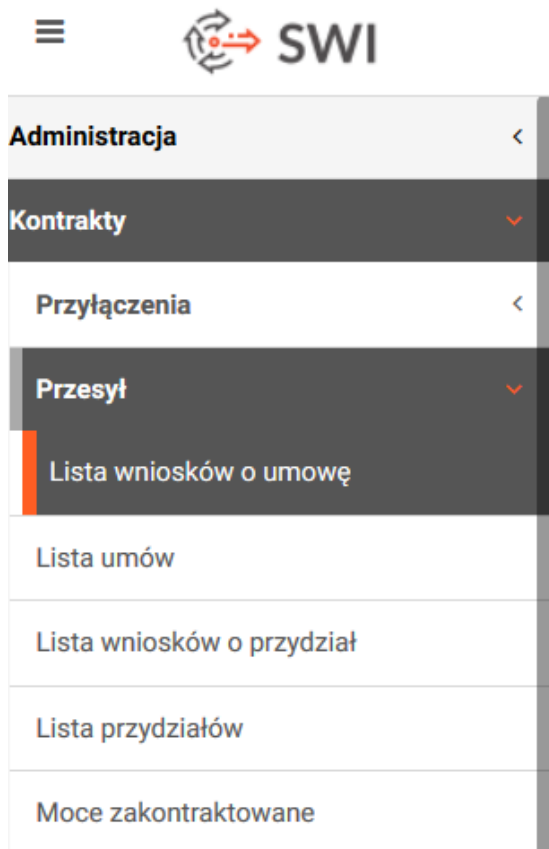 SWI
Administracja
Kontrakty
Przyłączenia
Przesył
Lista wniosków o umowę
Lista umów
Lista wniosków o przydział
Lista przydziałów
Moce zakontraktowane